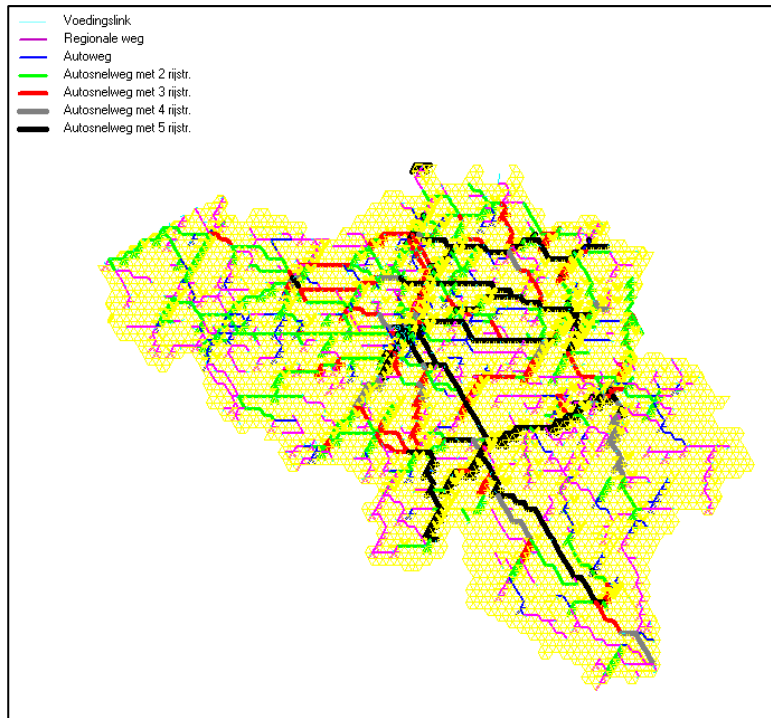 Voedingslink
Regionale weg
Autoweg
Autosnelweg met 2 rijstr.
Autosnelweg met 3 rijstr.
Autosnelweg met 4 rijstr.
Autosnelweg met 5 rijstr.